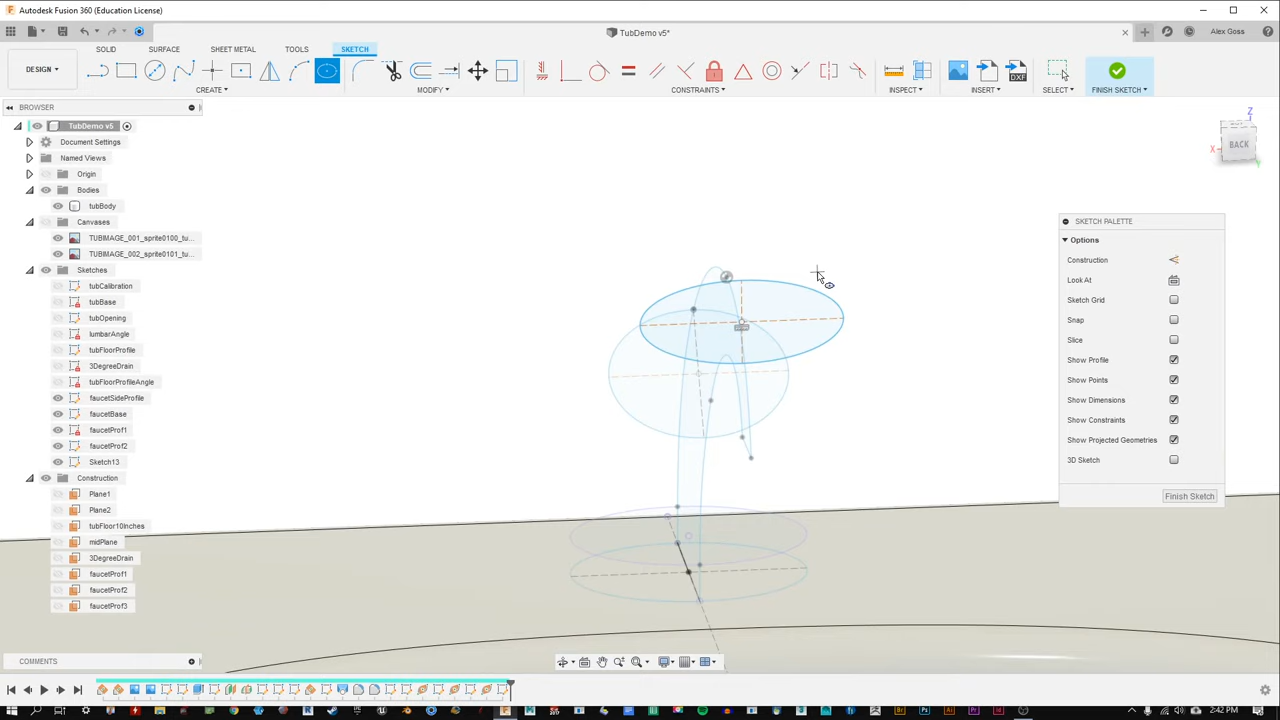 Autodesk Fusion 360 (Education License)
TubDemo v5*
Alex Goss
DESIGN
SOLID SURFACE SHEET METAL TOOLS SKETCH
CREATE MODIFY CONSTRAINTS INSPECT INSERT SELECT FINISH SKETCH
DXF
BROWSER
TubDemo v5
Document Settings
Named Views
Origin
Bodies
tubBody
Canvases
TUBIMAGE_001_sprite0100_tu...
TUBIMAGE_002_sprite0101_tu...
Sketches
tubCalibration
tubBase
tubOpening
lumbarAngle
tubFloorProfile
3DegreeDrain
tubFloorProfileAngle
faucetSideProfile
faucetBase
faucetProf1
faucetProf2
Sketch13
Construction
Plane1
Plane2
tubFloor10Inches
midPlane
3DegreeDrain
faucetProf1
faucetProf2
faucetProf3
Z
X
BACK
Y
SKETCH PALETTE
Options
Construction
Look At
Sketch Grid
Snap
Slice
Show Profile
Show Points
Show Dimensions
Show Constraints
Show Projected Geometries
3D Sketch
Finish Sketch
COMMENTS
2:42 PM